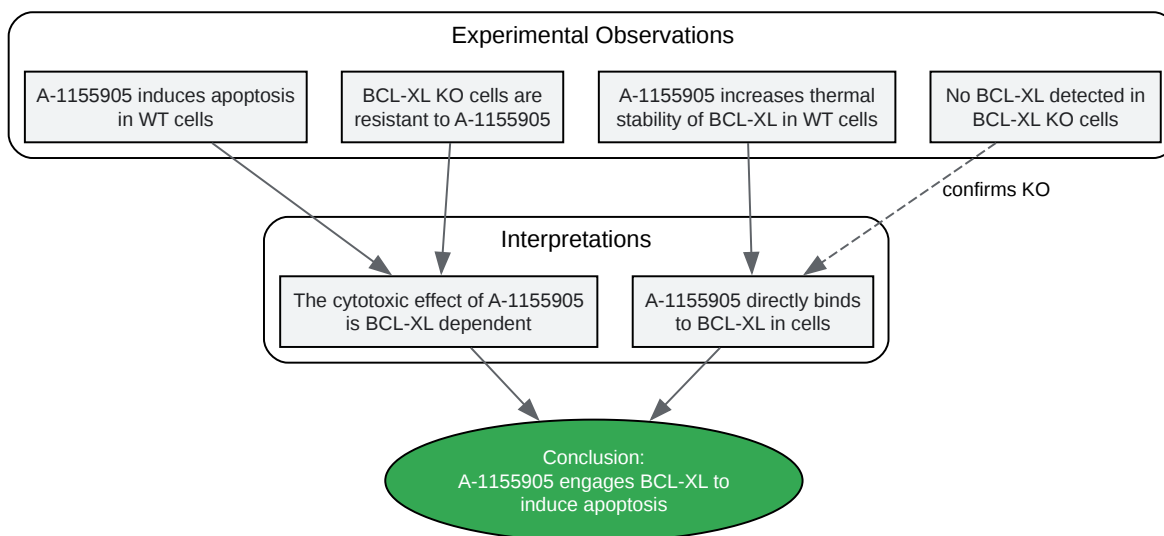 Experimental Observations
A-1155905 induces apoptosis
in WT cells
BCL-XL KO cells are
resistant to A-1155905
A-1155905 increases thermal
stability of BCL-XL in WT cells
No BCL-XL detected in
BCL-XL KO cells
confirms KO
Interpretations
The cytotoxic effect of A-1155905
is BCL-XL dependent
A-1155905 directly binds
to BCL-XL in cells
Conclusion:
A-1155905 engages BCL-XL to
induce apoptosis